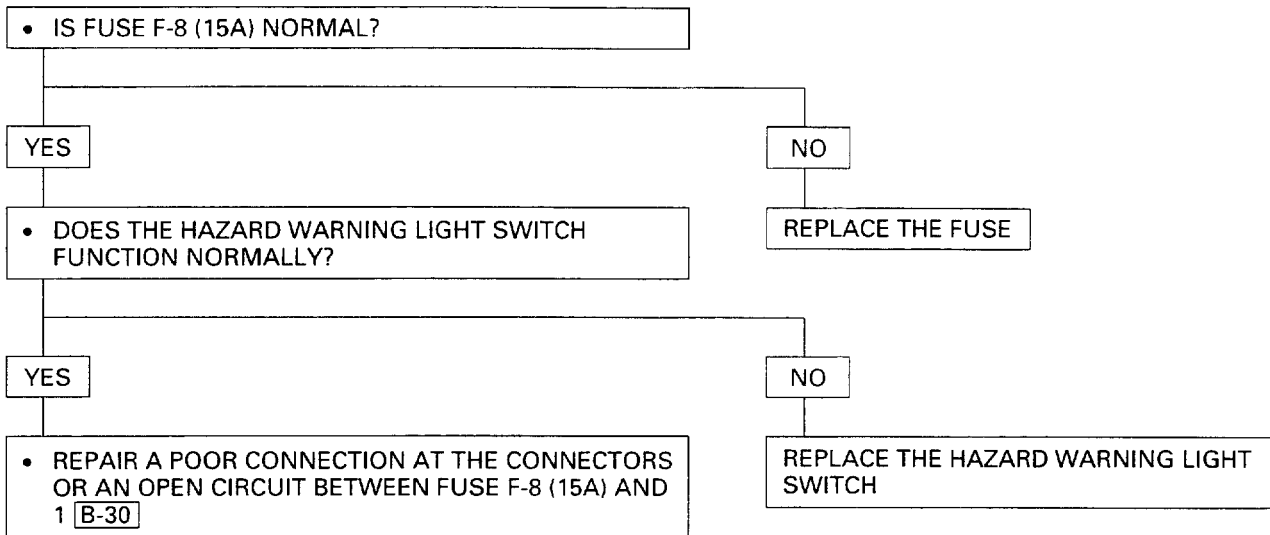 • IS FUSE F-8 (15A) NORMAL?
YES
NO
• DOES THE HAZARD WARNING LIGHT SWITCH
FUNCTION NORMALLY?
REPLACE THE FUSE
YES
NO
• REPAIR A POOR CONNECTION AT THE CONNECTORS
OR AN OPEN CIRCUIT BETWEEN FUSE F-8 (15A) AND
1 B-30
REPLACE THE HAZARD WARNING LIGHT
SWITCH